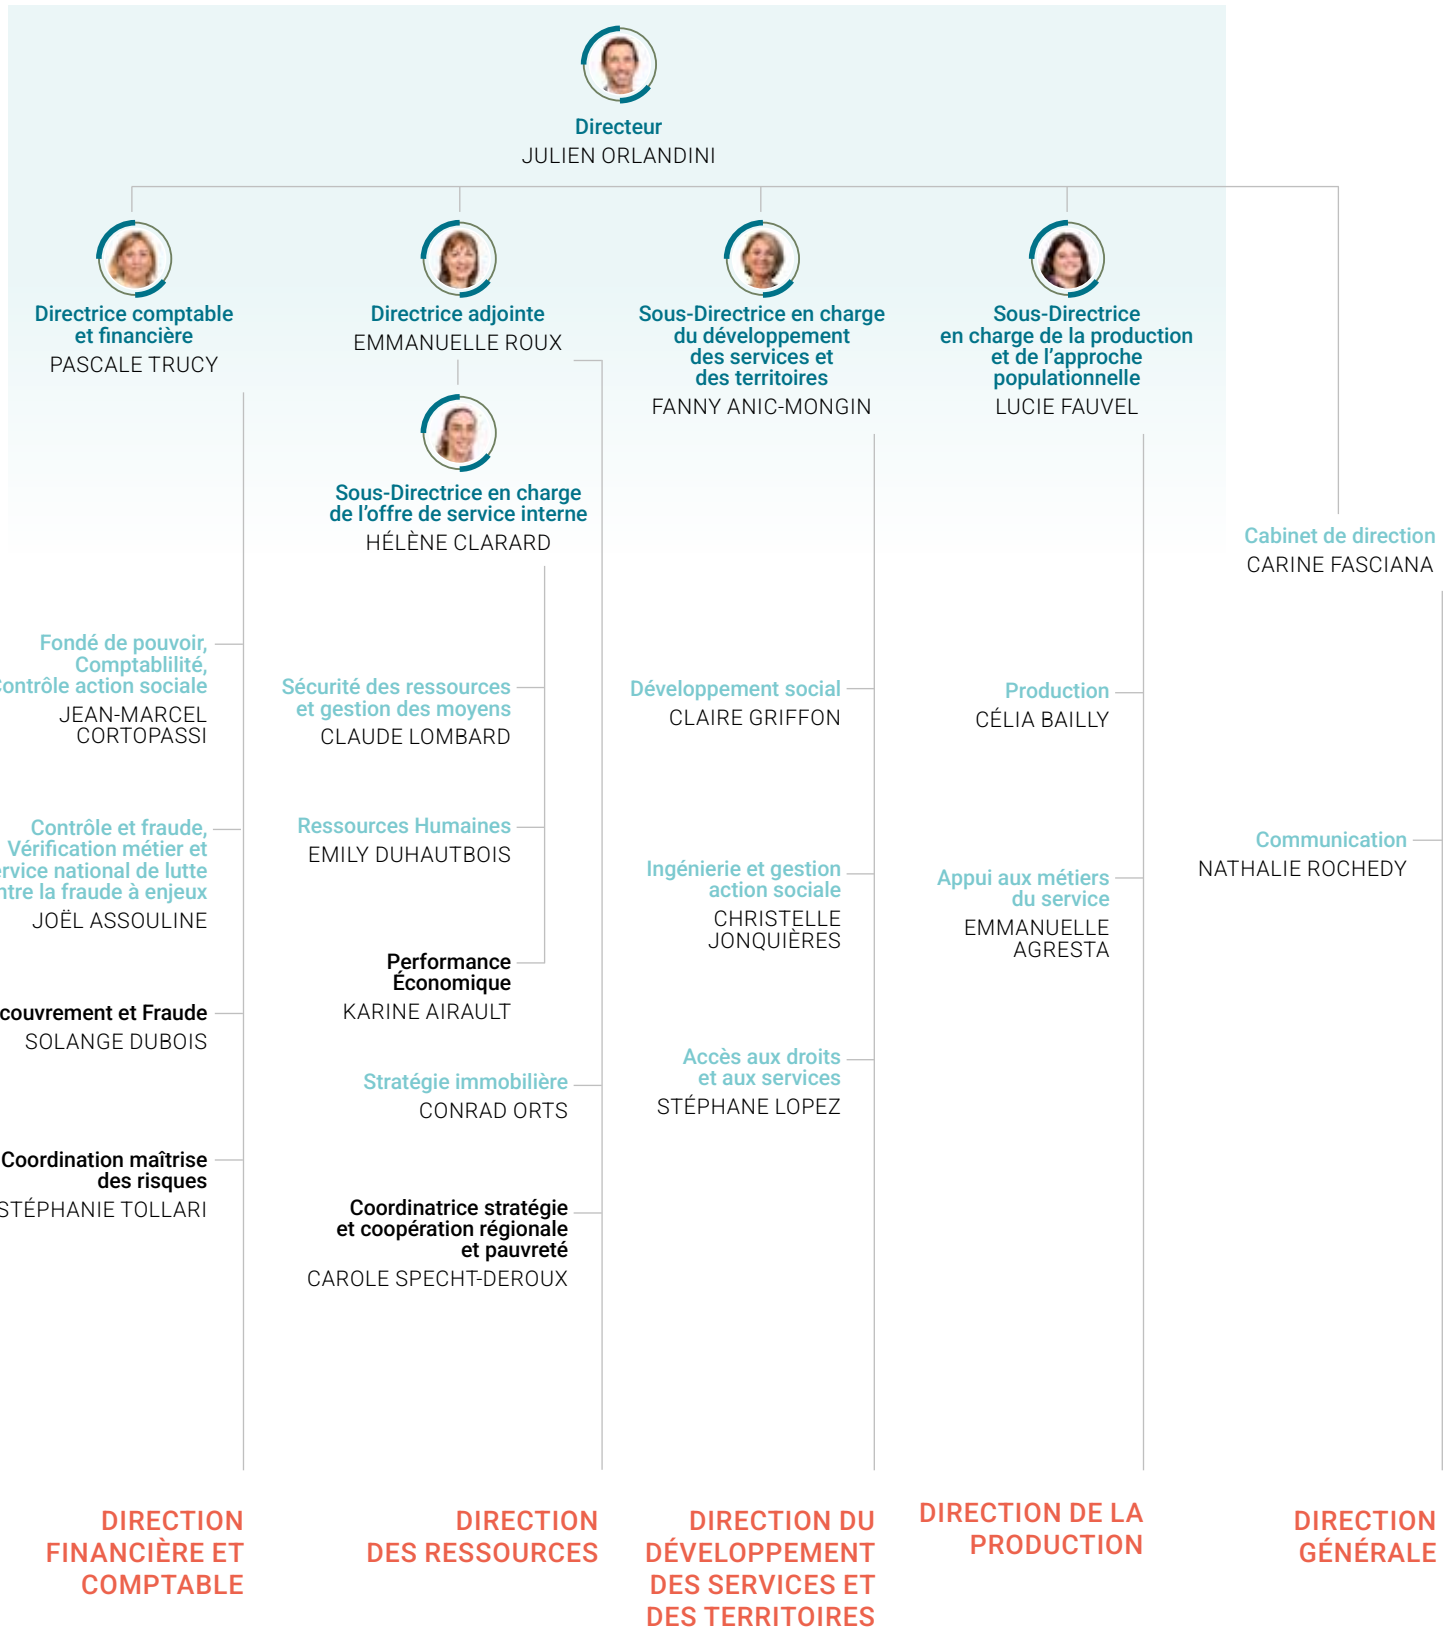 Directeur
JULIEN ORLANDINI
Directrice comptable
et financière
PASCALE TRUCY
Directrice adjointe
EMMANUELLE ROUX
Sous-Directrice en charge
de l'offre de service interne
HÉLÈNE CLARARD
Sous-Directrice en charge
du développement
des services et
des territoires
FANNY ANIC-MONGIN
Sous-Directrice
en charge de la production
et de l'approche
populationnelle
LUCIE FAUVEL
Cabinet de direction
CARINE FASCIANA
Fondé de pouvoir,
Comptablilité,
ontrôle action sociale
JEAN-MARCEL
CORTOPASSI
Contrôle et fraude,
Vérification métier et
ervice national de lutte
ntre la fraude à enjeux
JOËL ASSOULINE
couvrement et Fraude
SOLANGE DUBOIS
Coordination maîtrise
des risques
STÉPHANIE TOLLARI
Sécurité des ressources
et gestion des moyens
CLAUDE LOMBARD
Ressources Humaines
EMILY DUHAUTBOIS
Performance
Économique
KARINE AIRAULT
Stratégie immobilière
CONRAD ORTS
Coordinatrice stratégie
et coopération régionale
et pauvreté
CAROLE SPECHT-DEROUX
Développement social
CLAIRE GRIFFON
Ingénierie et gestion
action sociale
CHRISTELLE
JONQUIÈRES
Accès aux droits
et aux services
STÉPHANE LOPEZ
Production
CÉLIA BAILLY
Appui aux métiers
du service
EMMANUELLE
AGRESTA
Communication
NATHALIE ROCHEDY
DIRECTION
FINANCIÈRE ET
COMPTABLE
DIRECTION
DES RESSOURCES
DIRECTION DU
DÉVELOPPEMENT
DES SERVICES ET
DES TERRITOIRES
DIRECTION DE LA
PRODUCTION
DIRECTION
GÉNÉRALE